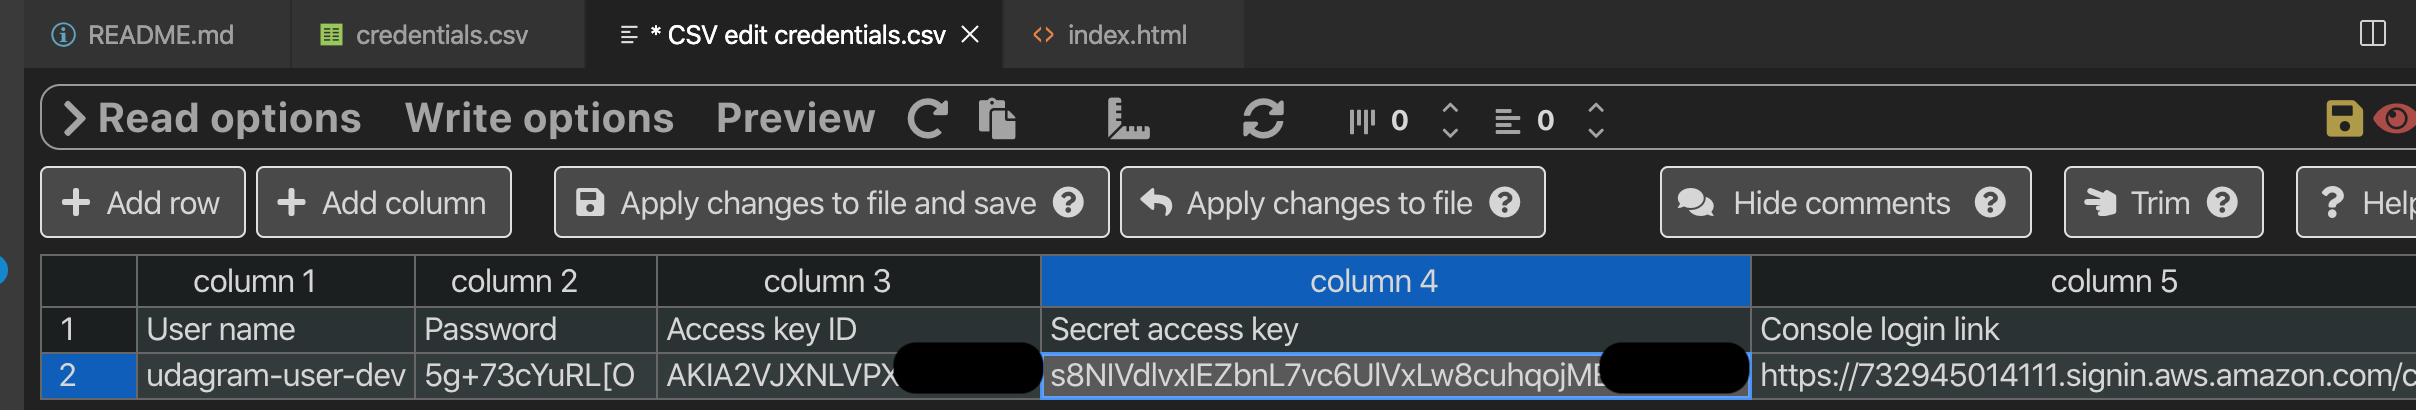 README.md credentials.csv * CSV edit credentials.csv index.html
Read options Write options Preview 0 0
Add row Add column Apply changes to file and save Apply changes to file Hide comments Trim Help
column 1 column 2 column 3 column 4 column 5
1 User name Password Access key ID Secret access key Console login link
2 udagram-user-dev 5g+73cYuRL[O AKIA2VJXNLVPX https://732945014111.signin.aws.amazon.com/c